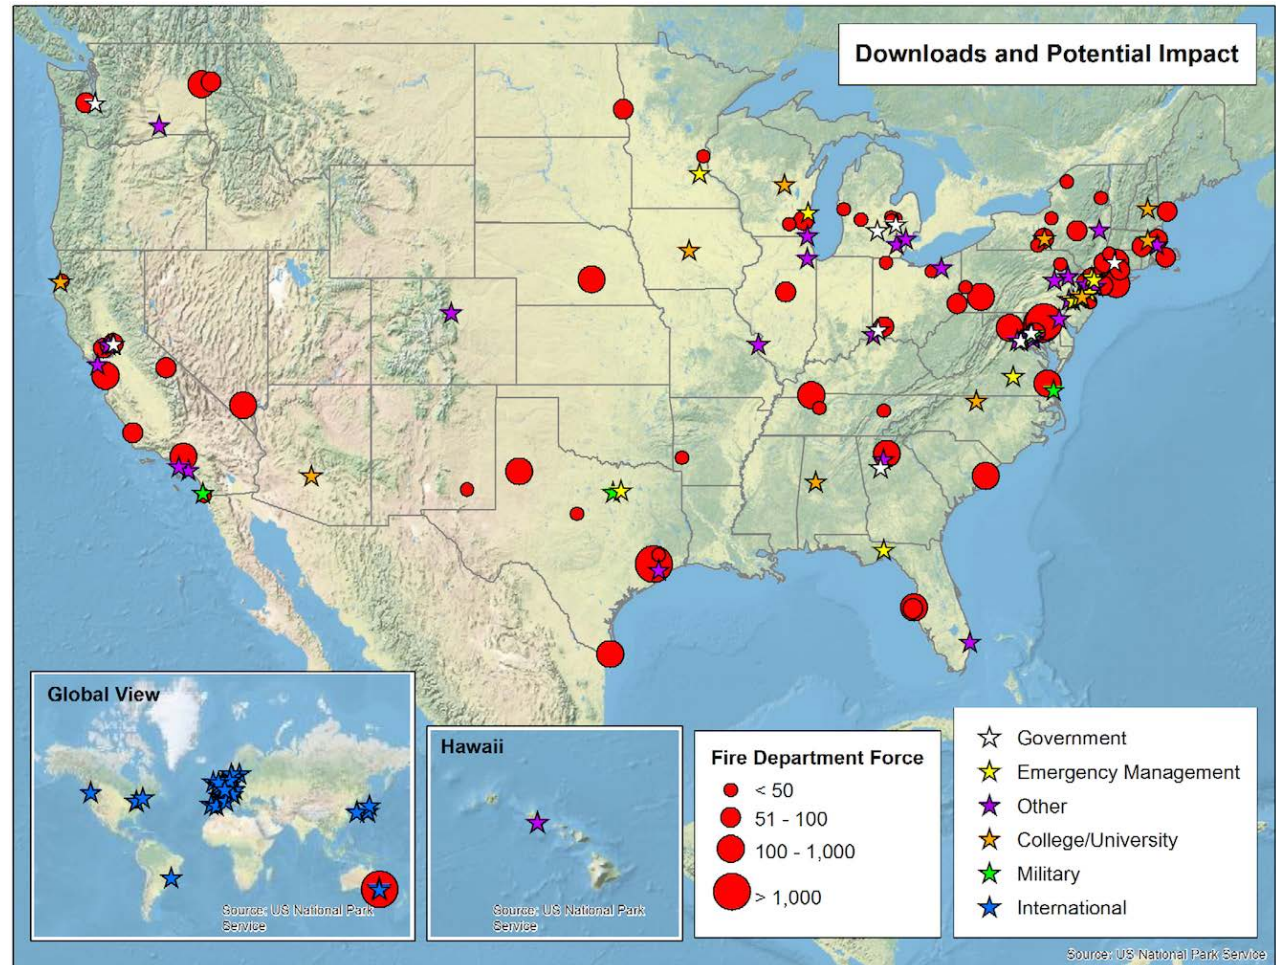 Downloads and Potential Impact
Global View
Source: US National Park
Service
Hawaii
Source: US National Park
Service
Fire Department Force
< 50
51 - 100
100 - 1,000
> 1,000
Government
Emergency Management
Other
College/University
Military
International
Source: US National Park Service